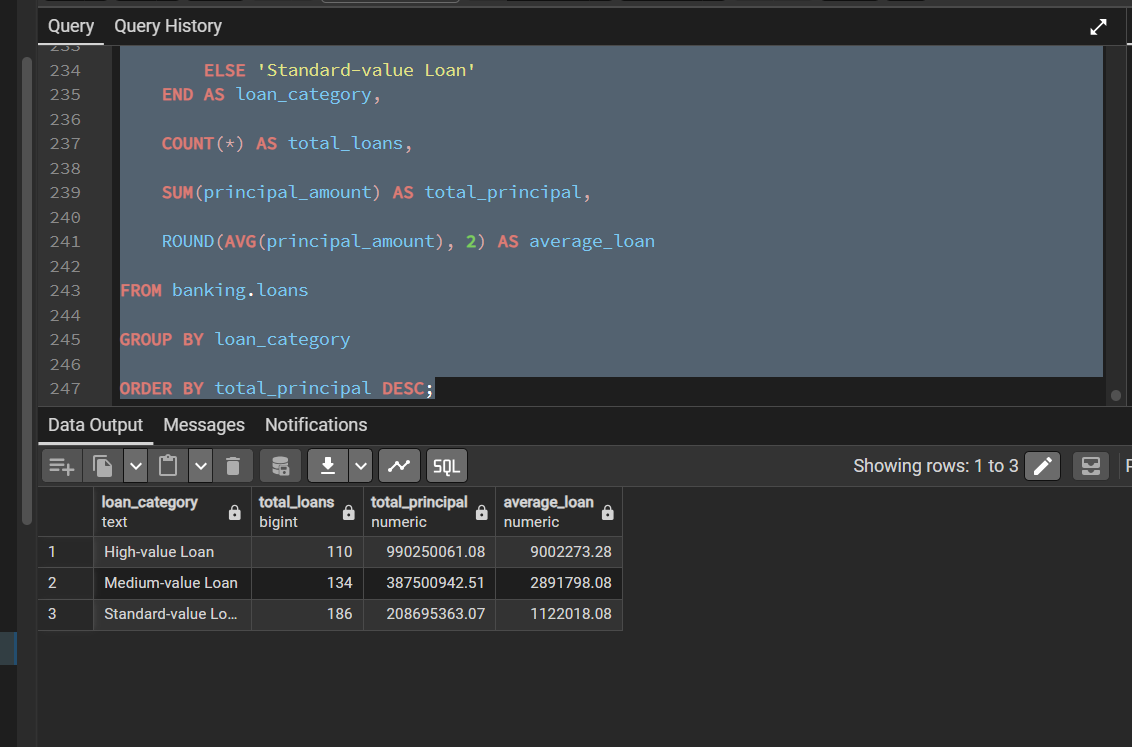 Query Query History
233
234 ELSE 'Standard-value Loan'
235 END AS loan_category,
236
237 COUNT(*) AS total_loans,
238
239 SUM(principal_amount) AS total_principal,
240
241 ROUND(AVG(principal_amount), 2) AS average_loan
242
243 FROM banking.loans
244
245 GROUP BY loan_category
246
247 ORDER BY total_principal DESC;
Data Output Messages Notifications
SQL Showing rows: 1 to 3
loan_category total_loans total_principal average_loan
text bigint numeric numeric
1 High-value Loan 110 990250061.08 9002273.28
2 Medium-value Loan 134 387500942.51 2891798.08
3 Standard-value Lo... 186 208695363.07 1122018.08